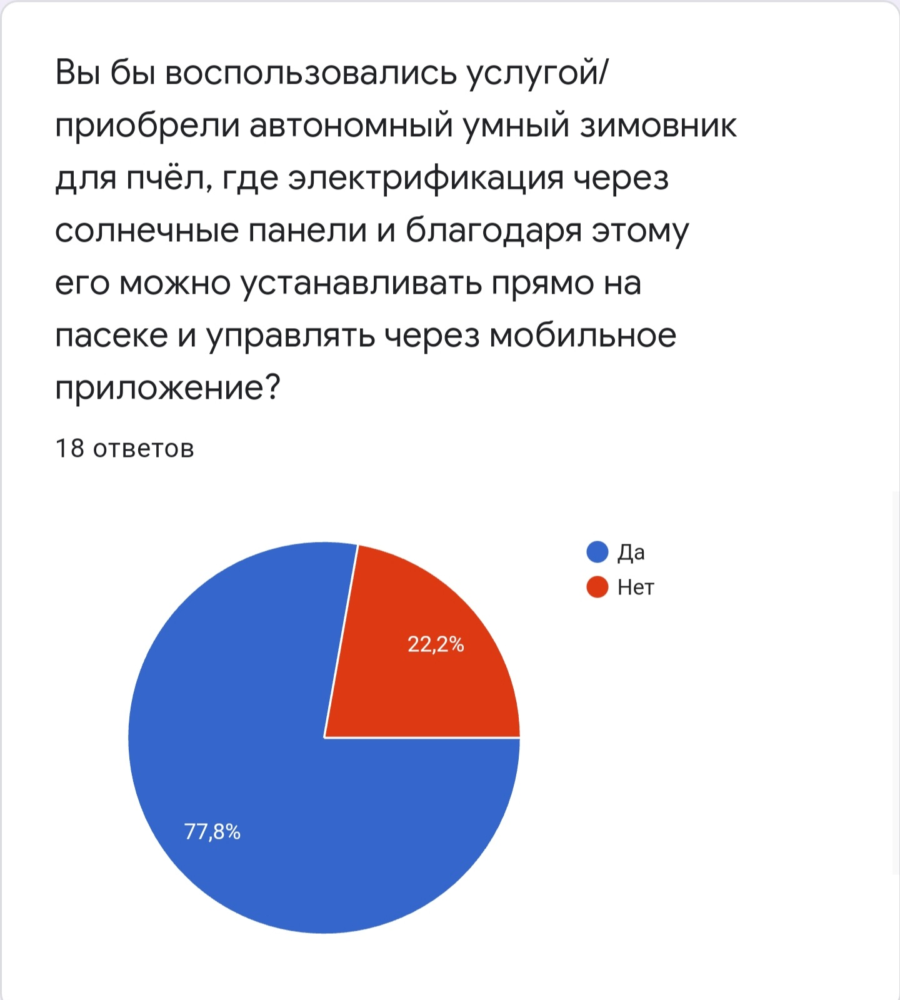 Вы бы воспользовались услугой/
приобрели автономный умный зимовник
для пчёл, где электрификация через
солнечные панели и благодаря этому
его можно устанавливать прямо на
пасеке и управлять через мобильное
приложение?
18 ответов
Да
Нет
22,2%
77,8%